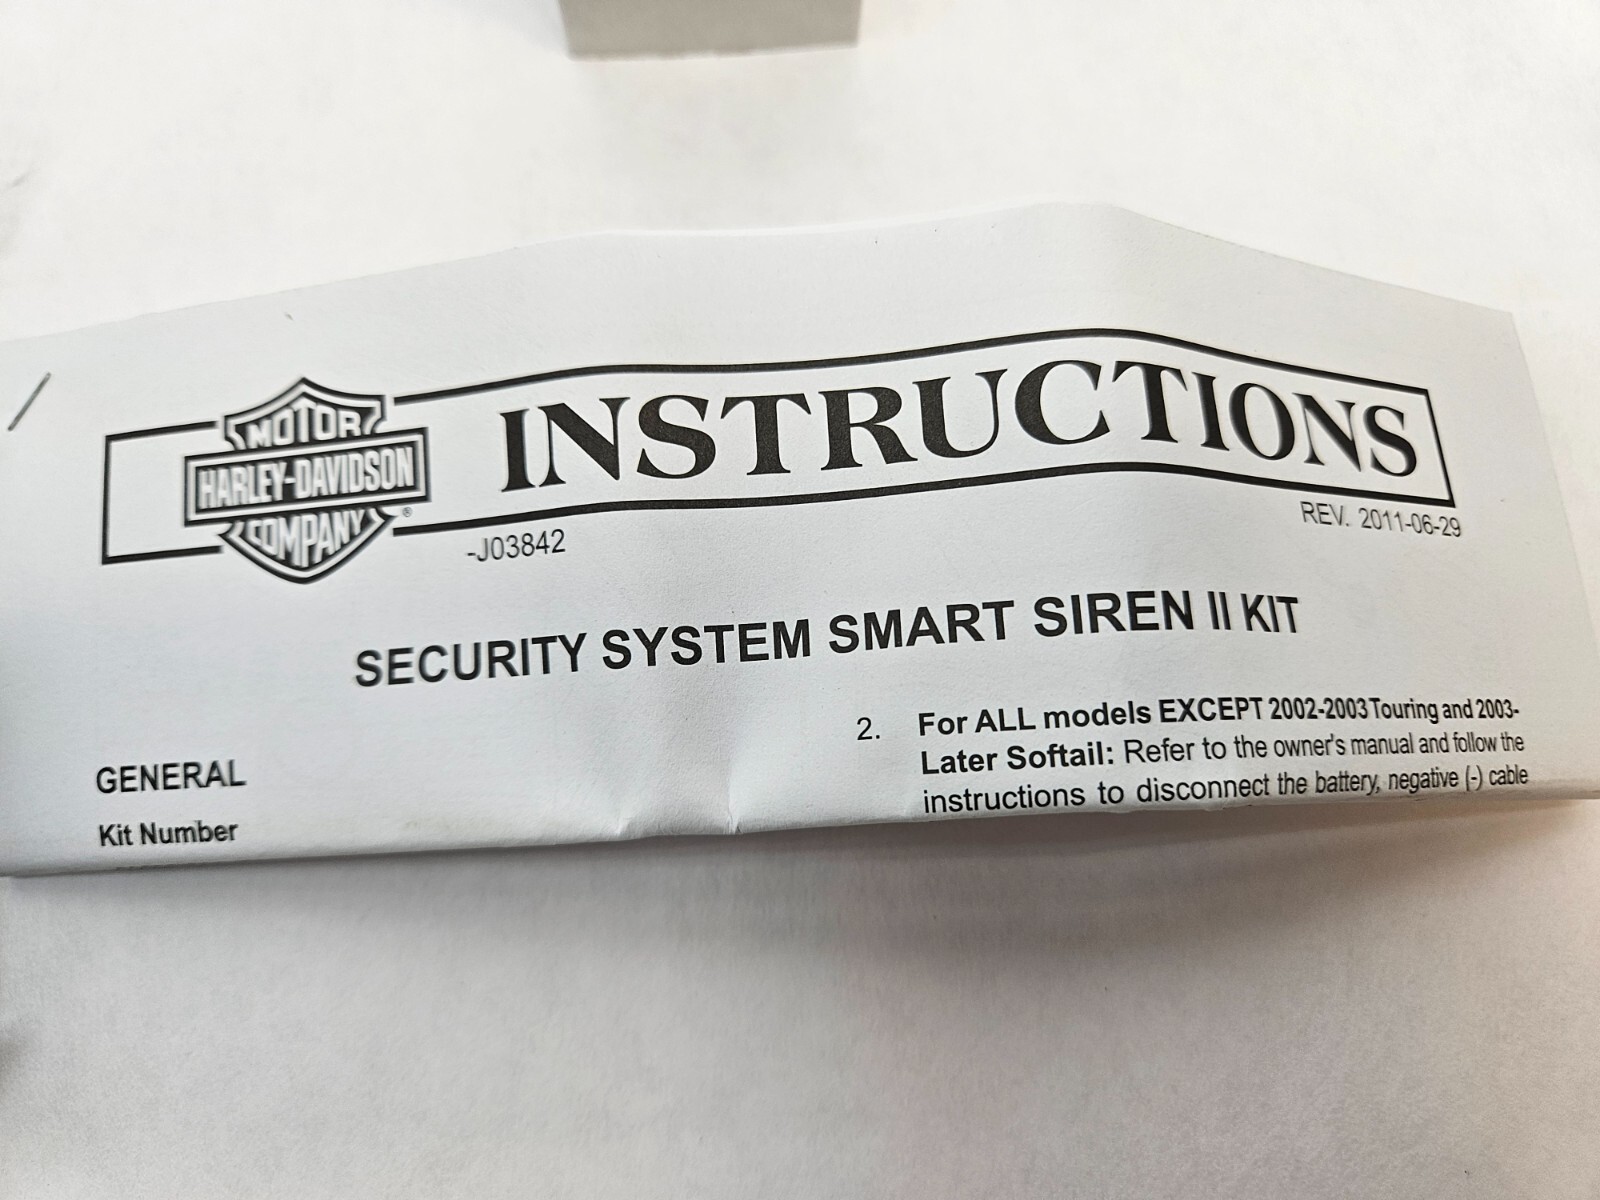 MOTOR
HARLEY-DAVIDSON
COMPANY
®
INSTRUCTIONS
-J03842
REV. 2011-06-29
SECURITY SYSTEM SMART SIREN II KIT
GENERAL
Kit Number
2. For ALL models EXCEPT 2002-2003 Touring and 2003-
Later Softail: Refer to the owner's manual and follow the
instructions to disconnect the battery, negative (-) cable